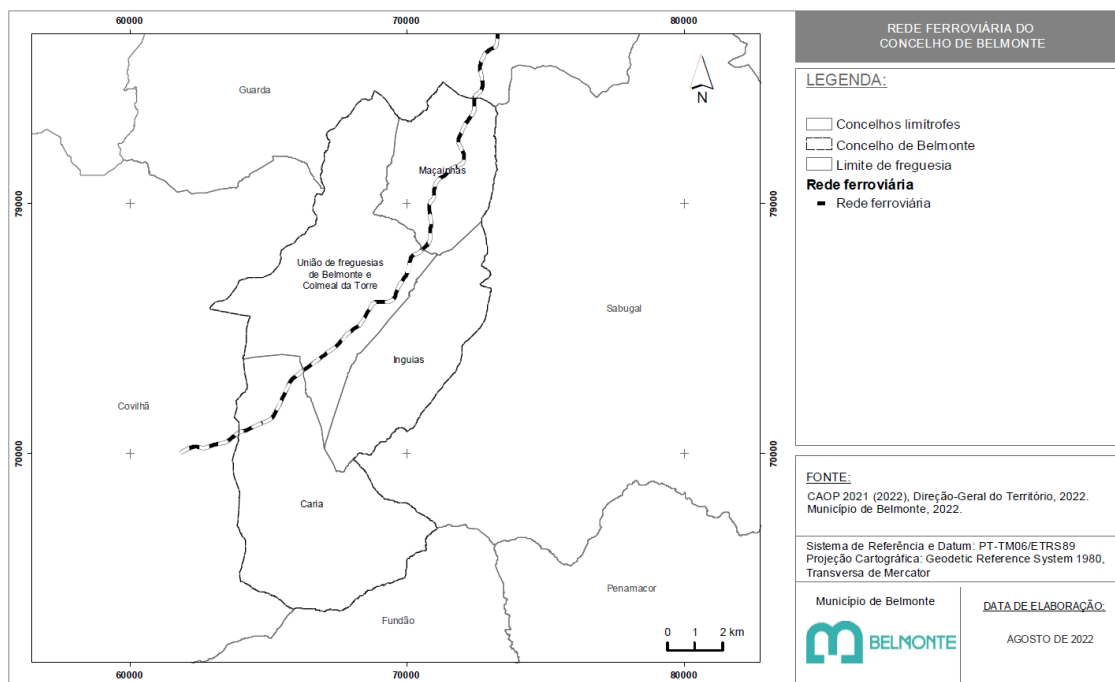 60000
70000
80000
79000
79000
70000
70000
60000
70000
80000
Guarda
Maçainhas
União de freguesias
de Belmonte e
Colmeal da Torre
Sabugal
Inguias
Covilhã
Caria
Penamacor
Fundão
N
0 1 2 km
REDE FERROVIÁRIA DO
CONCELHO DE BELMONTE
LEGENDA:
Concelhos limítrofes
Concelho de Belmonte
Limite de freguesia
Rede ferroviária
Rede ferroviária
FONTE:
CAOP 2021 (2022), Direção-Geral do Território, 2022.
Município de Belmonte, 2022.
Sistema de Referência e Datum: PT-TM06/ETRS89
Projeção Cartográfica: Geodetic Reference System 1980,
Transversa de Mercator
Município de Belmonte
BELMONTE
DATA DE ELABORAÇÃO:
AGOSTO DE 2022